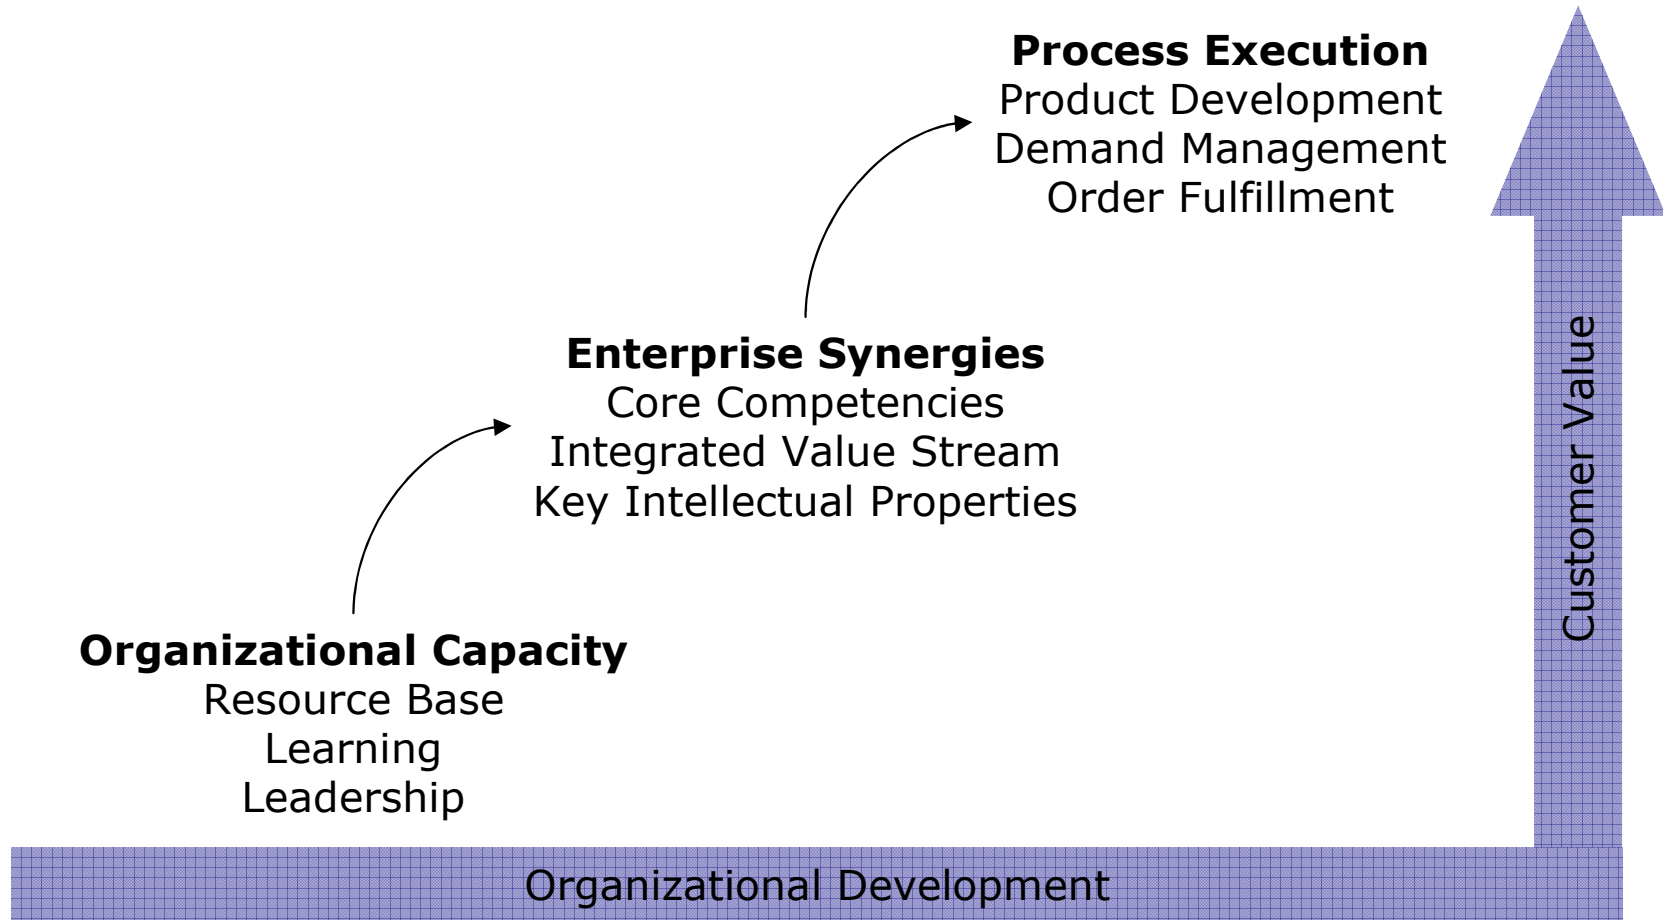 Process Execution
Product Development
Demand Management
Order Fulfillment
Enterprise Synergies
Core Competencies
Integrated Value Stream
Key Intellectual Properties
Organizational Capacity
Resource Base
Learning
Leadership
Customer Value
Organizational Development